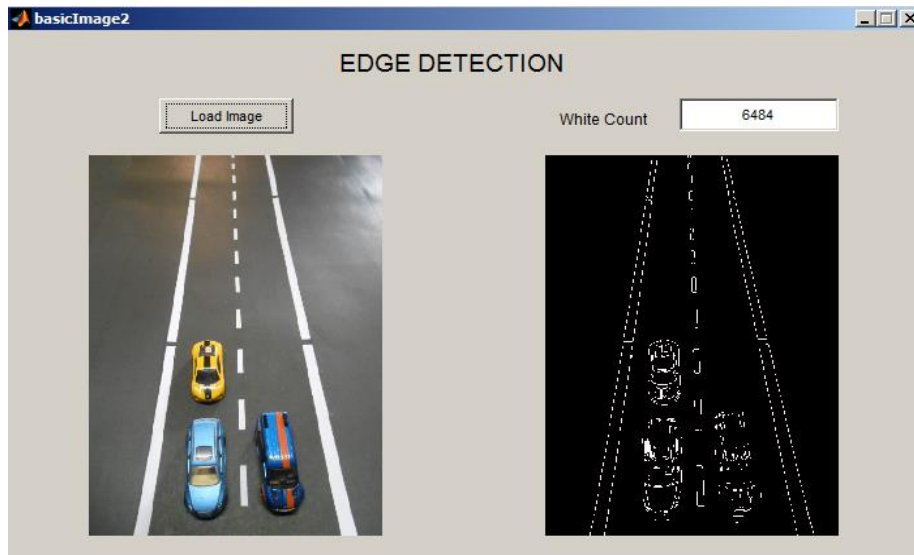 basicImage2
EDGE DETECTION
Load Image
White Count
6484